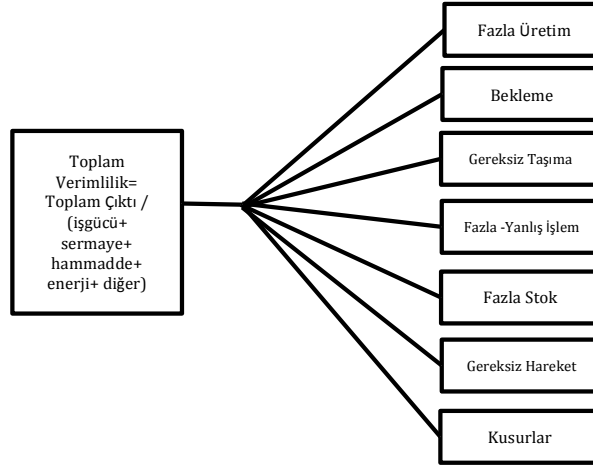 Toplam
Verimlilik=
Toplam Çıktı /
(işgücü+
sermaye+
hammadde+
enerji+ diğer)
Fazla Üretim
Bekleme
Gereksiz Taşıma
Fazla -Yanlış İşlem
Fazla Stok
Gereksiz Hareket
Kusurlar